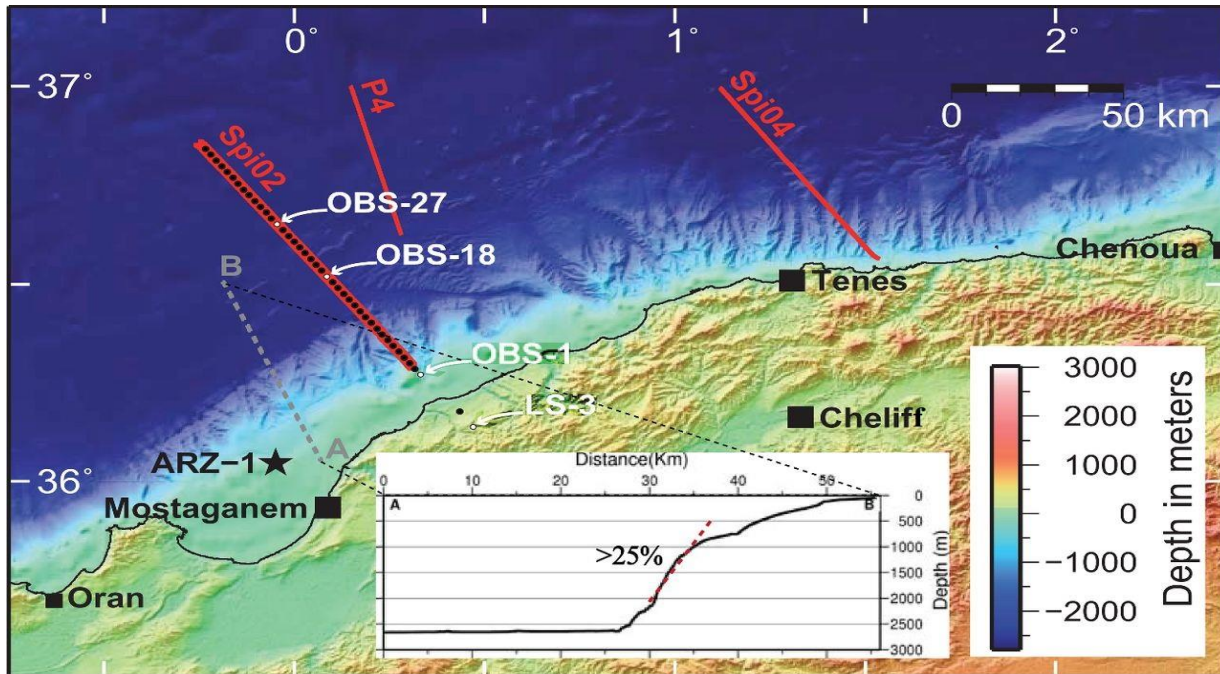 0° 1° 2°
37°
P4
Spi04
0 50 km
Spi02
OBS-27
OBS-18
B
Chenoua
Tenes
OBS-1
LS-3
Cheliff
A
ARZ-1
36°
Mostaganem
Oran
Distance(Km)
0 10 20 30 40
A B
0
500
1000
1500
2000
2500
3000
Depth (m)
>25%
3000
2000
1000
0
−1000
−2000
Depth in meters